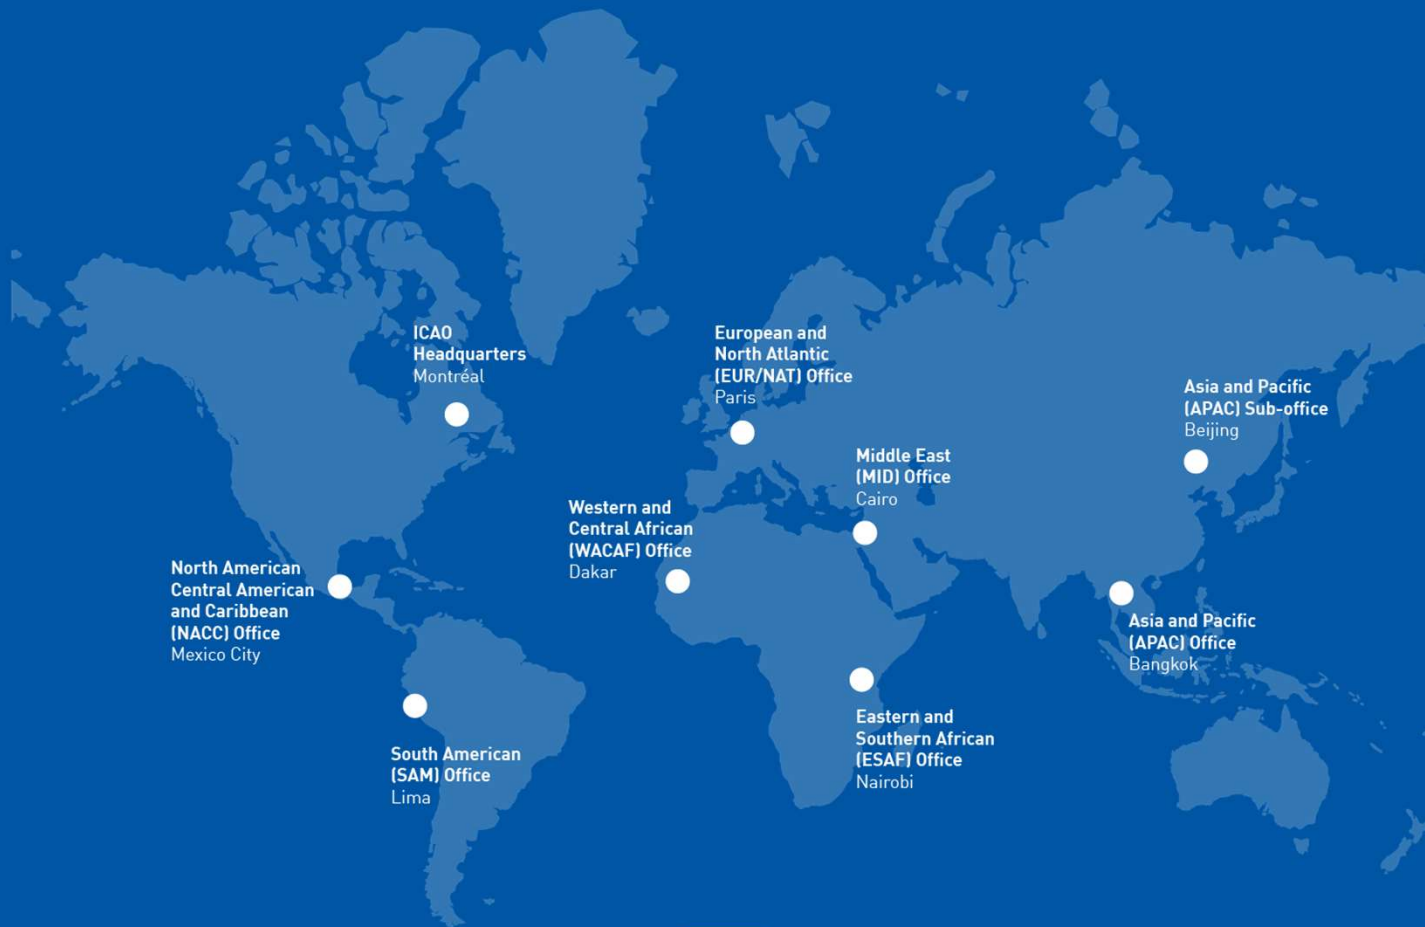 ICAO
Headquarters
Montréal
European and
North Atlantic
(EUR/NAT) Office
Paris
Asia and Pacific
(APAC) Sub-office
Beijing
Middle East
(MID) Office
Cairo
Western and
Central African
(WACAF) Office
Dakar
North American
Central American
and Caribbean
(NACC) Office
Mexico City
Asia and Pacific
(APAC) Office
Bangkok
Eastern and
Southern African
(ESAF) Office
Nairobi
South American
(SAM) Office
Lima